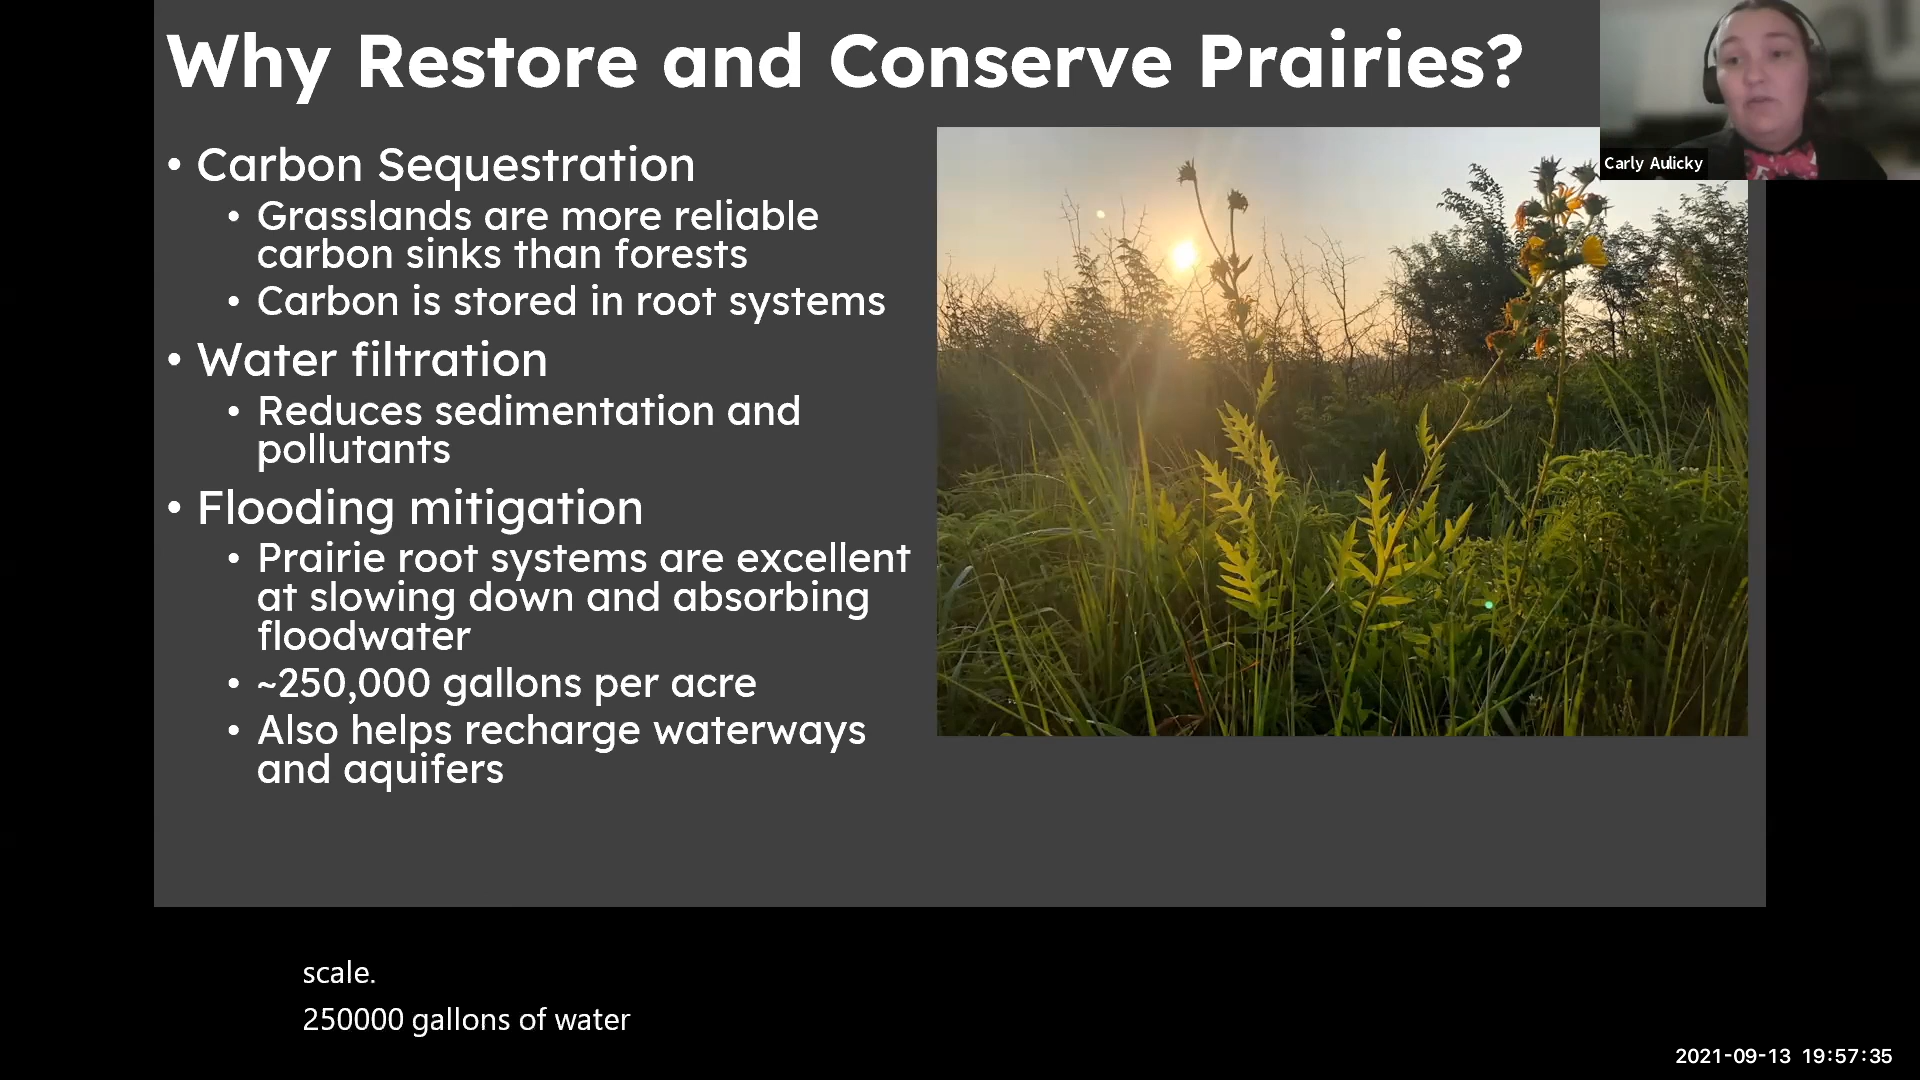 Why Restore and Conserve Prairies?
• Carbon Sequestration
• Grasslands are more reliable
carbon sinks than forests
• Carbon is stored in root systems
• Water filtration
• Reduces sedimentation and
pollutants
• Flooding mitigation
• Prairie root systems are excellent
at slowing down and absorbing
floodwater
• ~250,000 gallons per acre
• Also helps recharge waterways
and aquifers
Carly Aulicky
scale.
250000 gallons of water
2021-09-13 19:57:35